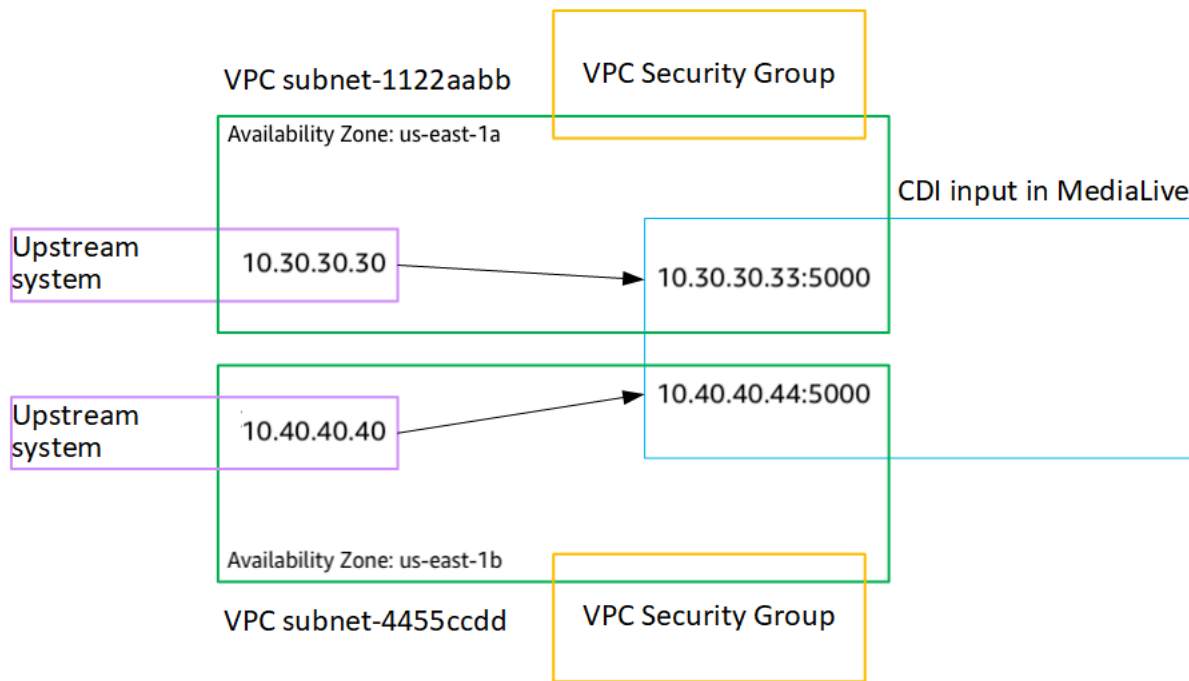 VPC subnet-1122aabb
VPC Security Group
Availability Zone: us-east-1a
CDI input in MediaLive
Upstream
system
10.30.30.30
10.30.30.33:5000
10.40.40.44:5000
Upstream
system
10.40.40.40
Availability Zone: us-east-1b
VPC subnet-4455ccdd
VPC Security Group